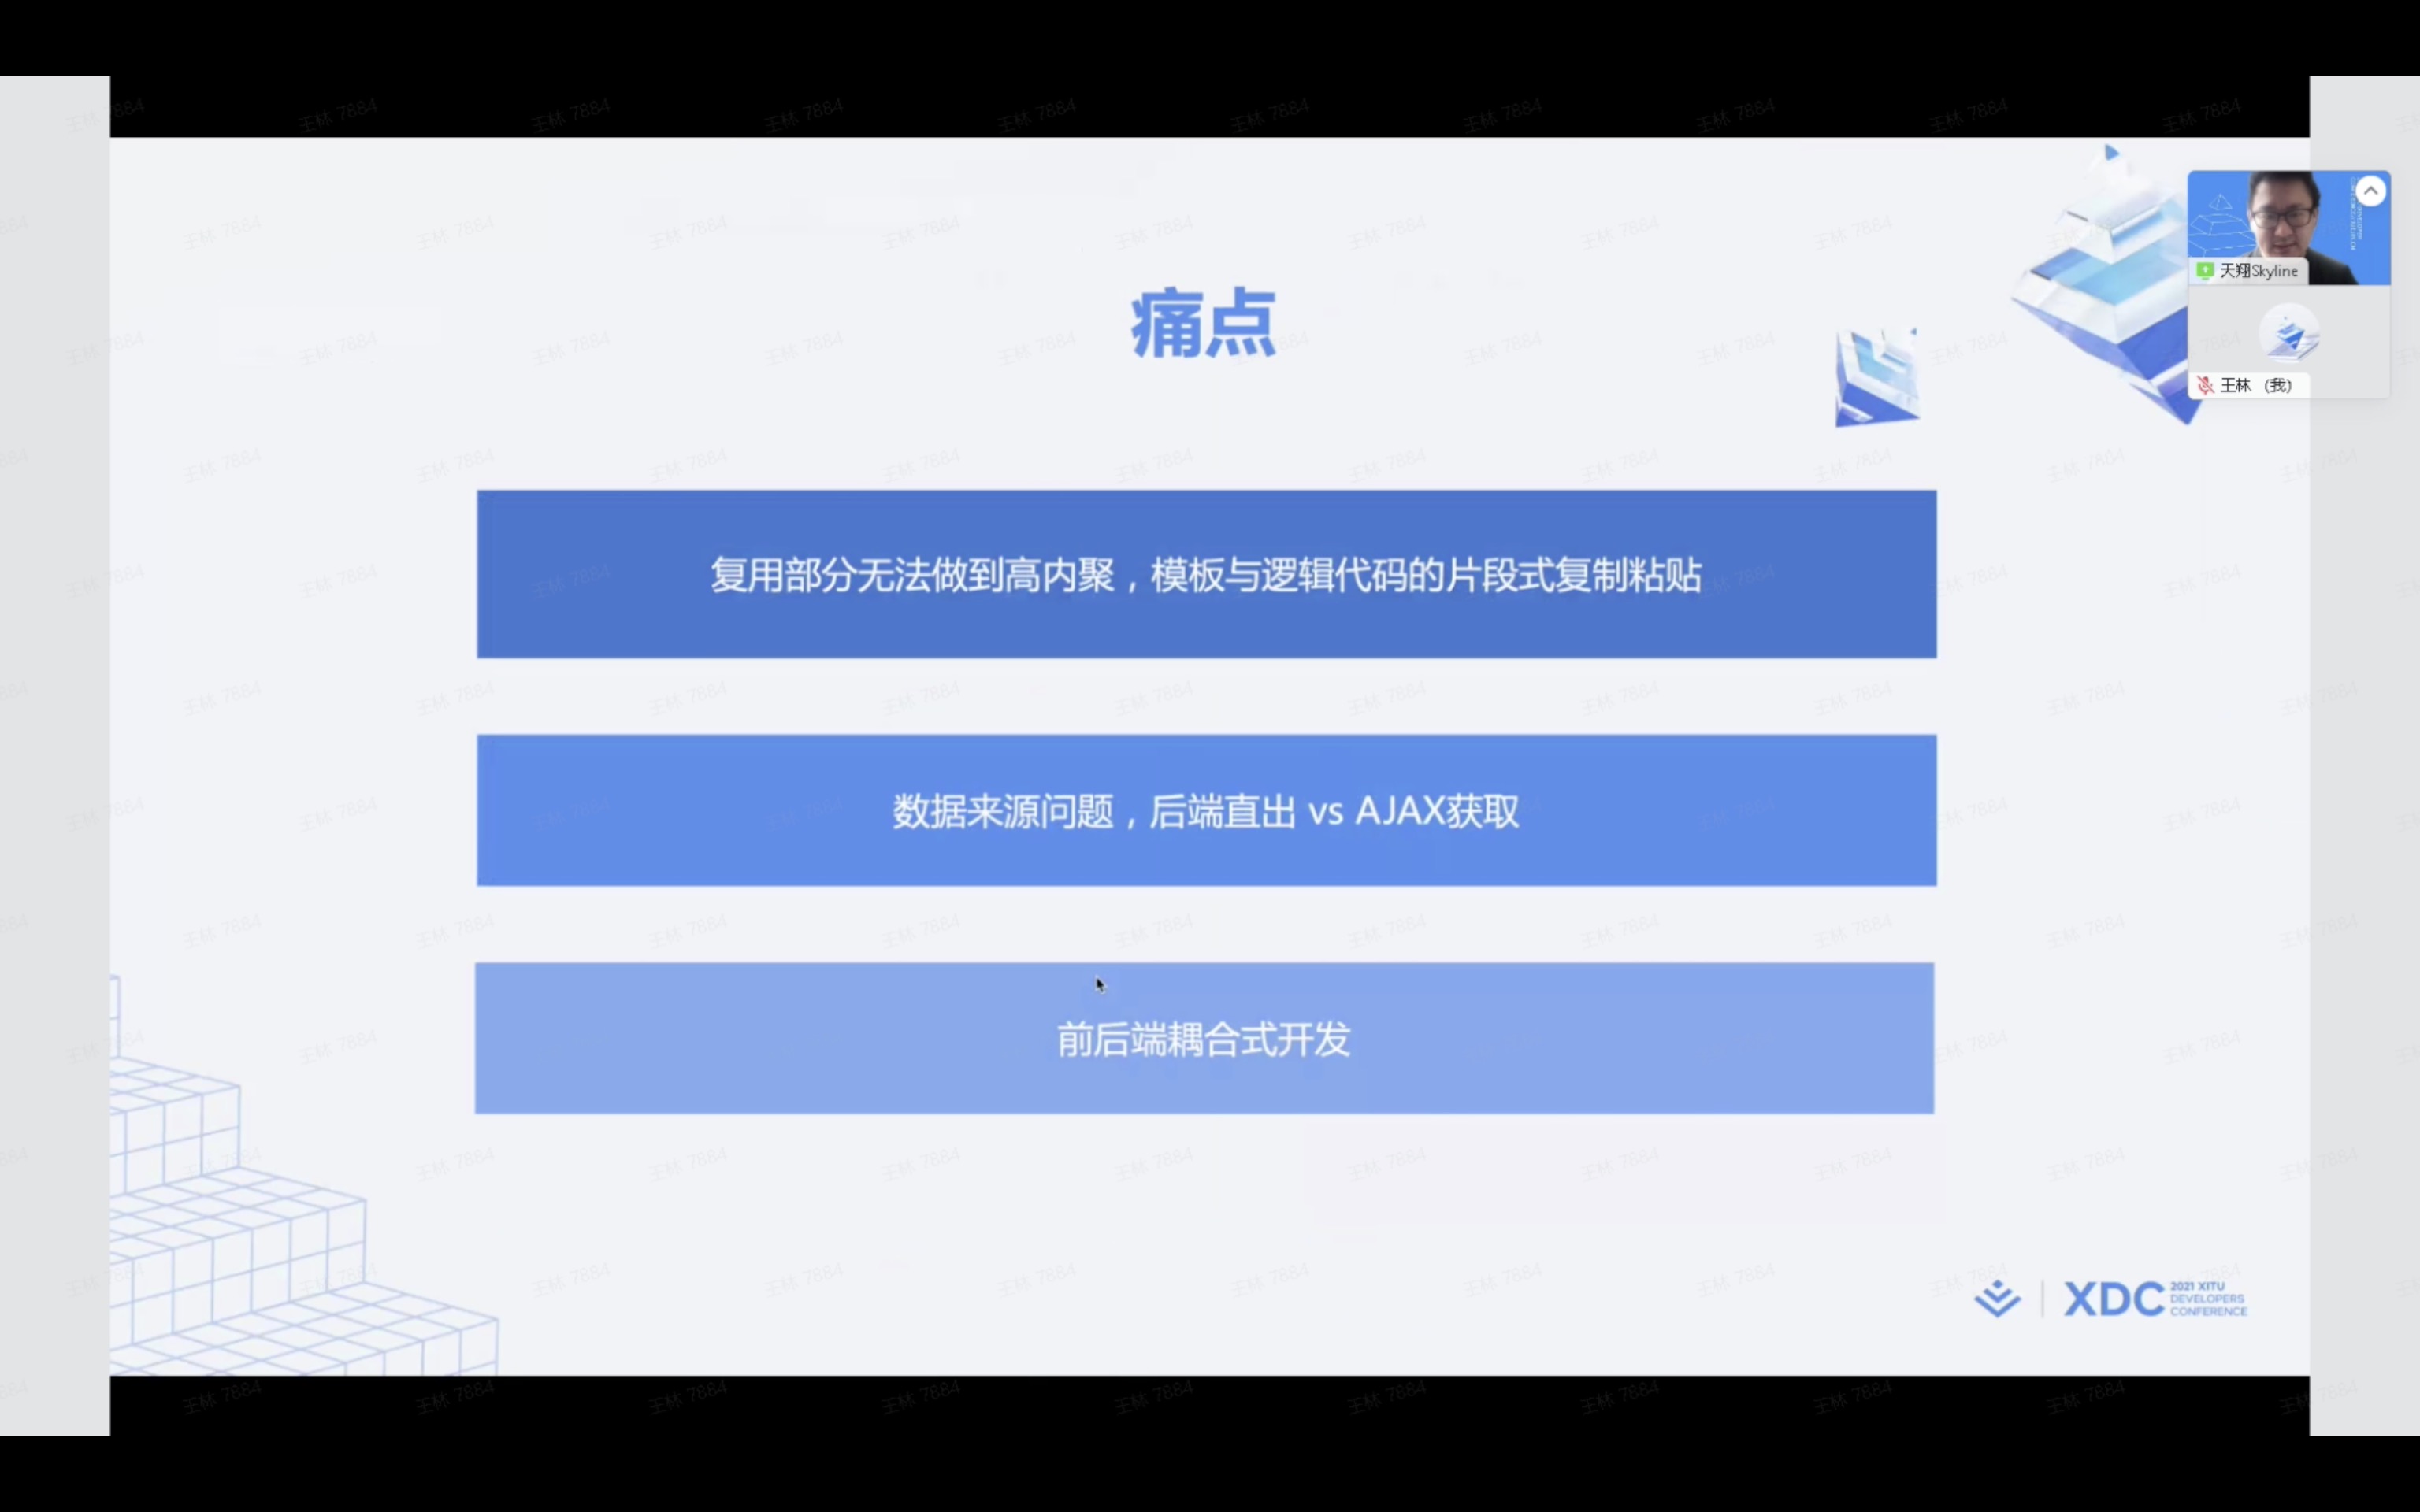 痛点
天翔Skyline
王林 （我）
复用部分无法做到高内聚，模板与逻辑代码的片段式复制粘贴
数据来源问题，后端直出 vs AJAX获取
前后端耦合式开发
XDC
2021 XITU
DEVELOPERS
CONFERENCE
王林 7884